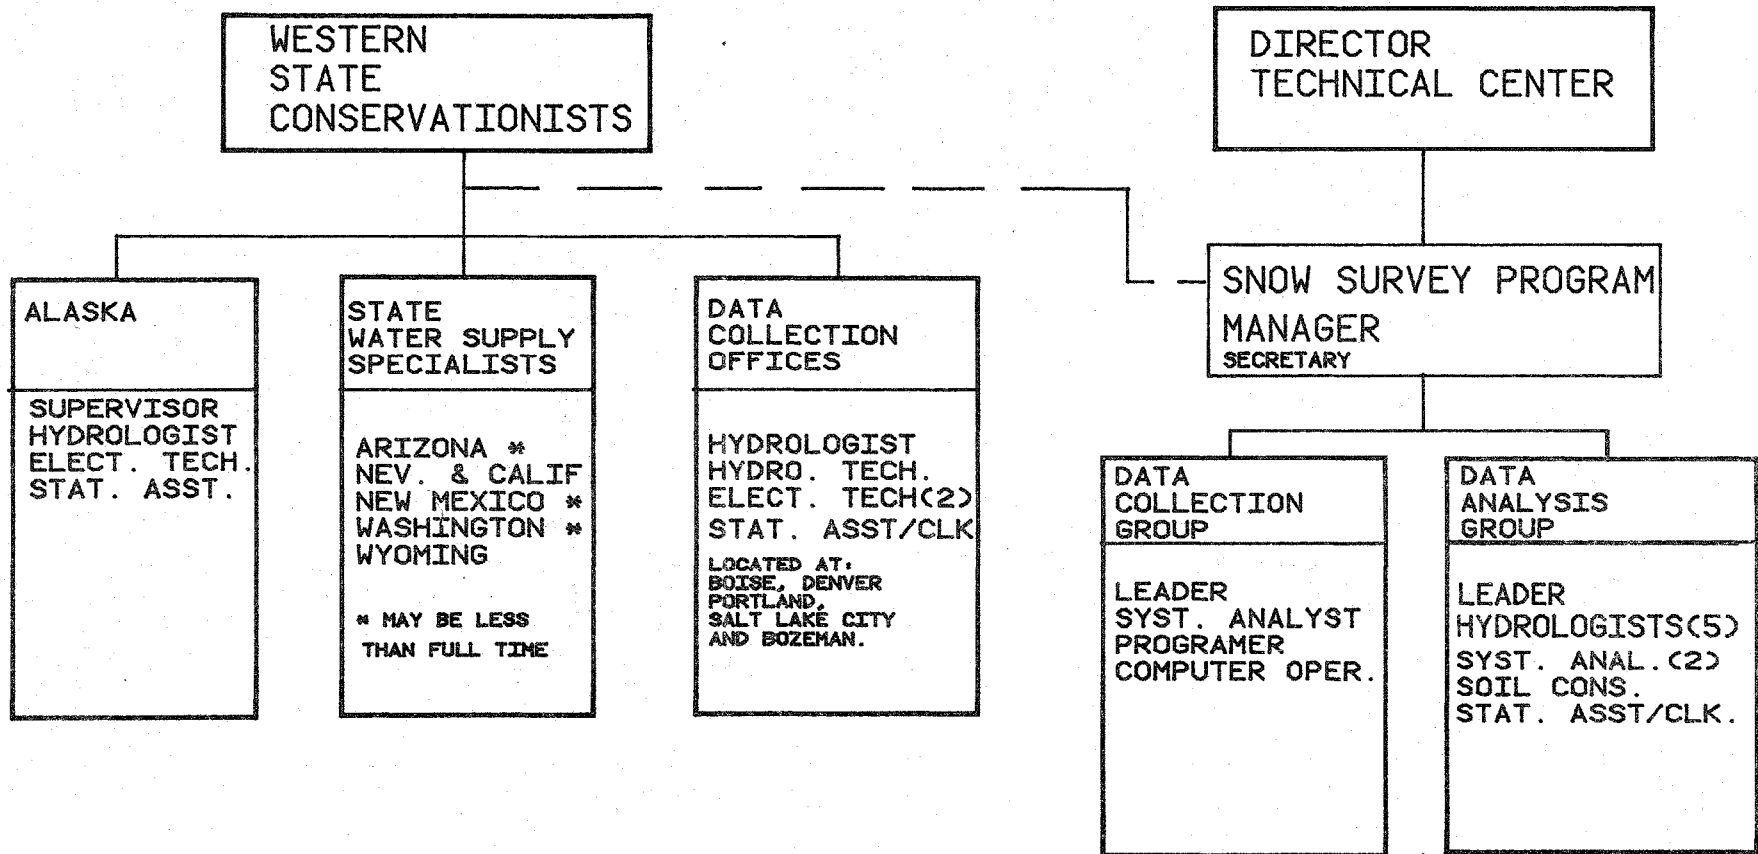 WESTERN
STATE
CONSERVATIONISTS
DIRECTOR
TECHNICAL CENTER
SNOW SURVEY PROGRAM
MANAGER
SECRETARY
ALASKA
SUPERVISOR
HYDROLOGIST
ELECT. TECH.
STAT. ASST.
STATE
WATER SUPPLY
SPECIALISTS
ARIZONA *
NEV. & CALIF
NEW MEXICO *
WASHINGTON *
WYOMING
* MAY BE LESS
THAN FULL TIME
DATA
COLLECTION
OFFICES
HYDROLOGIST
HYDRO. TECH.
ELECT. TECH(2)
STAT. ASST/CLK
LOCATED AT:
BOISE, DENVER
PORTLAND,
SALT LAKE CITY
AND BOZEMAN.
DATA
COLLECTION
GROUP
LEADER
SYST. ANALYST
PROGRAMER
COMPUTER OPER.
DATA
ANALYSIS
GROUP
LEADER
HYDROLOGISTS(5)
SYST. ANAL.(2)
SOIL CONS.
STAT. ASST/CLK.